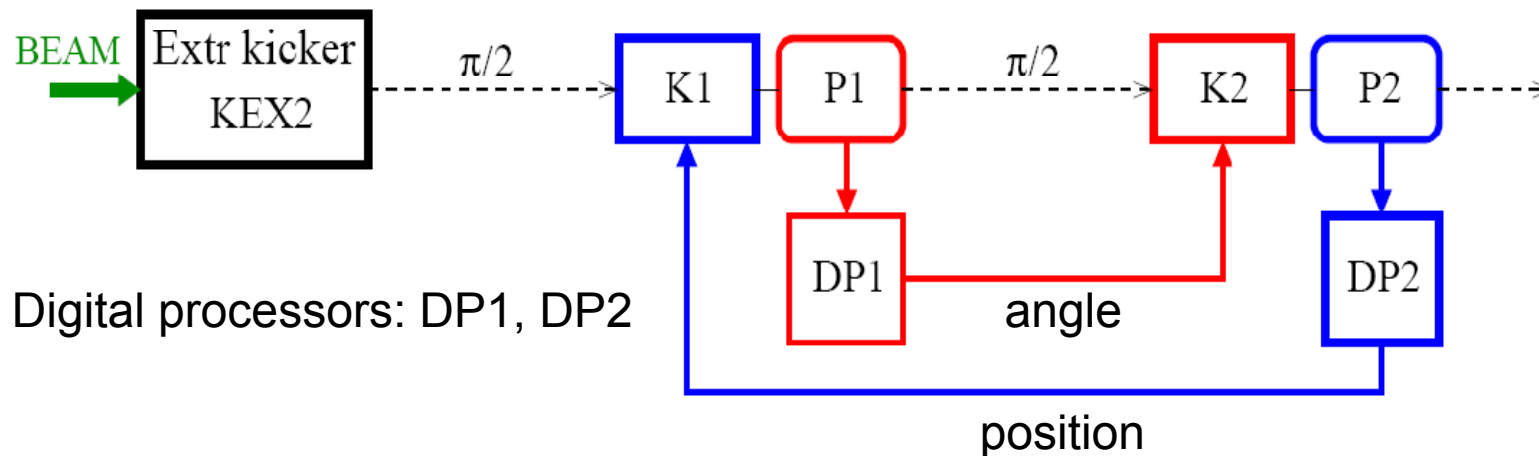 BEAM
Extr kicker
KEX2
π/2
K1
P1
π/2
K2
P2
DP1
DP2
Digital processors: DP1, DP2
angle
position